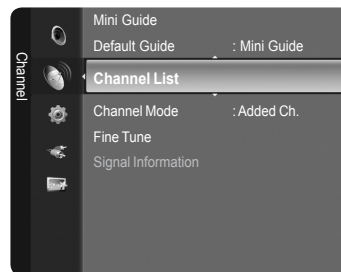 Channel
Mini Guide
Default Guide : Mini Guide
Channel List
Channel Mode : Added Ch.
Fine Tune
Signal Information